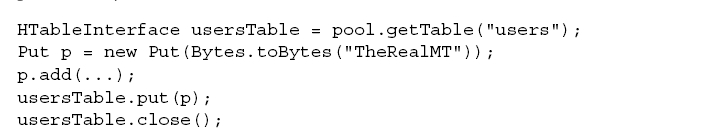 HTableInterface usersTable = pool.getTable("users");
Put p = new Put(Bytes.toBytes("TheRealMT"));
p.add(...);
usersTable.put(p);
usersTable.close();